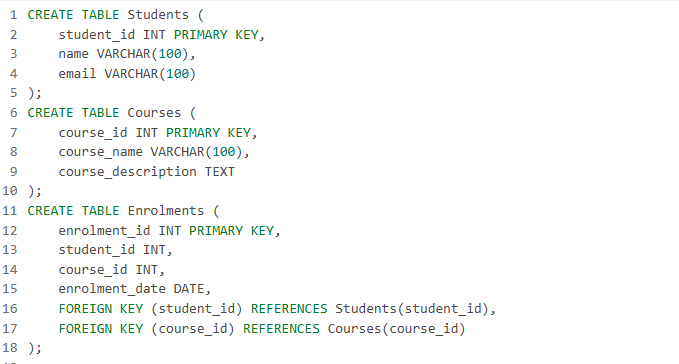 1 CREATE TABLE Students (
2     student_id INT PRIMARY KEY,
3     name VARCHAR(100),
4     email VARCHAR(100)
5 );
6 CREATE TABLE Courses (
7     course_id INT PRIMARY KEY,
8     course_name VARCHAR(100),
9     course_description TEXT
10 );
11 CREATE TABLE Enrolments (
12     enrolment_id INT PRIMARY KEY,
13     student_id INT,
14     course_id INT,
15     enrolment_date DATE,
16     FOREIGN KEY (student_id) REFERENCES Students(student_id),
17     FOREIGN KEY (course_id) REFERENCES Courses(course_id)
18 );